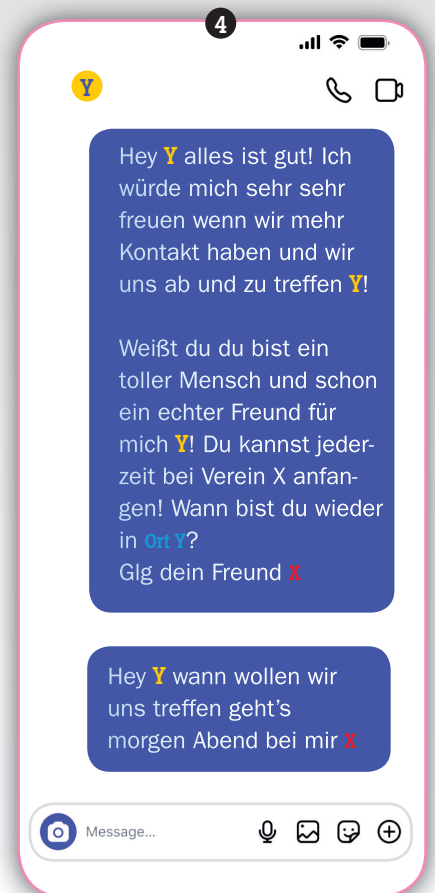 4
Y
Hey Y alles ist gut! Ich
würde mich sehr sehr
freuen wenn wir mehr
Kontakt haben und wir
uns ab und zu treffen Y!
Weißt du du bist ein
toller Mensch und schon
ein echter Freund für
mich Y! Du kannst jeder-
zeit bei Verein X anfan-
gen! Wann bist du wieder
in Ort Y?
Glg dein Freund X
Hey Y wann wollen wir
uns treffen geht's
morgen Abend bei mir X
Message...